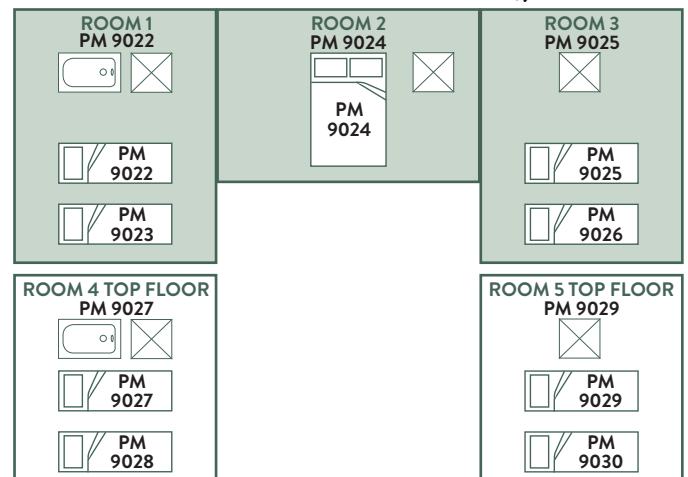 ROOM 1
PM 9022
PM
9022
PM
9023
ROOM 2
PM 9024
PM
9024
ROOM 3
PM 9025
PM
9025
PM
9026
ROOM 4 TOP FLOOR
PM 9027
PM
9027
PM
9028
ROOM 5 TOP FLOOR
PM 9029
PM
9029
PM
9030